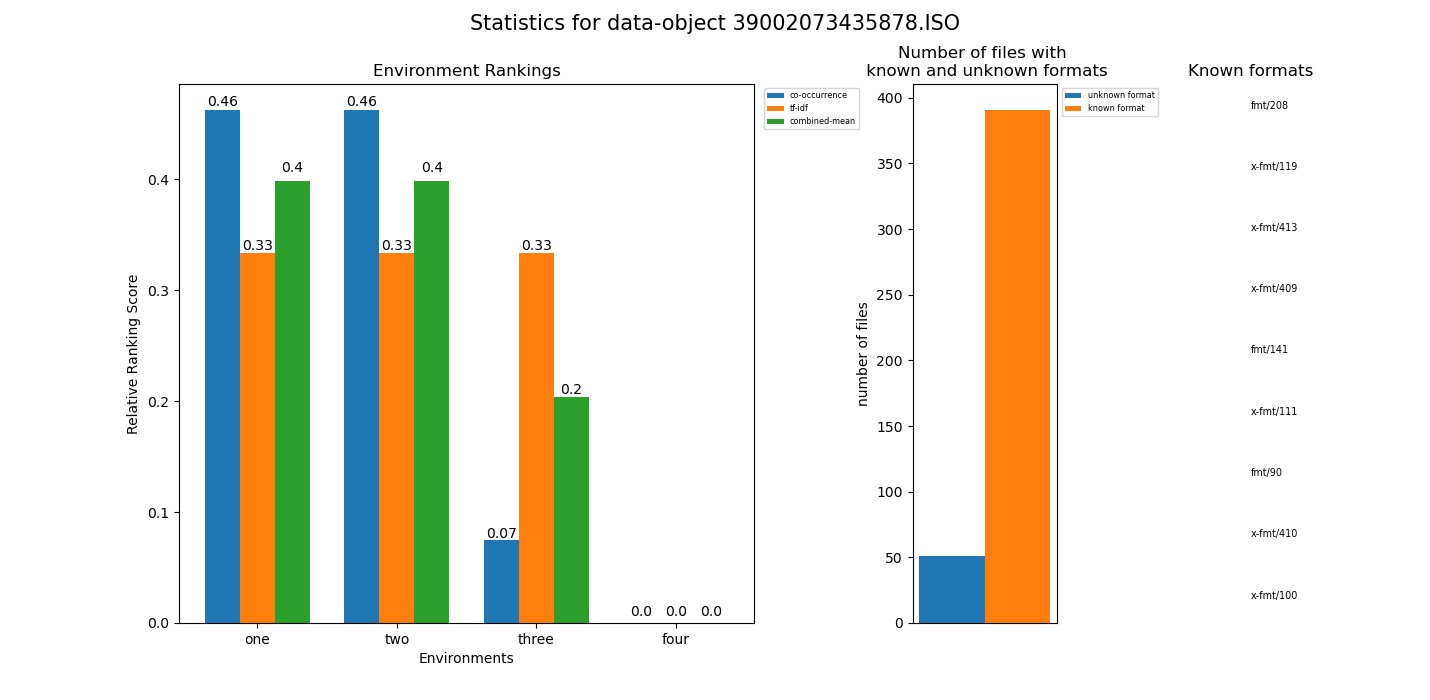 Statistics for data-object 39002073435878.ISO
Environment Rankings
0.46
0.33
0.4
0.46
0.33
0.4
0.07
0.33
0.2
0.0
0.0
0.0
0.4
0.3
0.2
0.1
0.0
Relative Ranking Score
one
two
three
four
Environments
co-occurrence
tf-idf
combined-mean
Number of files with
known and unknown formats
400
350
300
250
200
150
100
50
0
number of files
unknown format
known format
Known formats
fmt/208
x-fmt/119
x-fmt/413
x-fmt/409
fmt/141
x-fmt/111
fmt/90
x-fmt/410
x-fmt/100